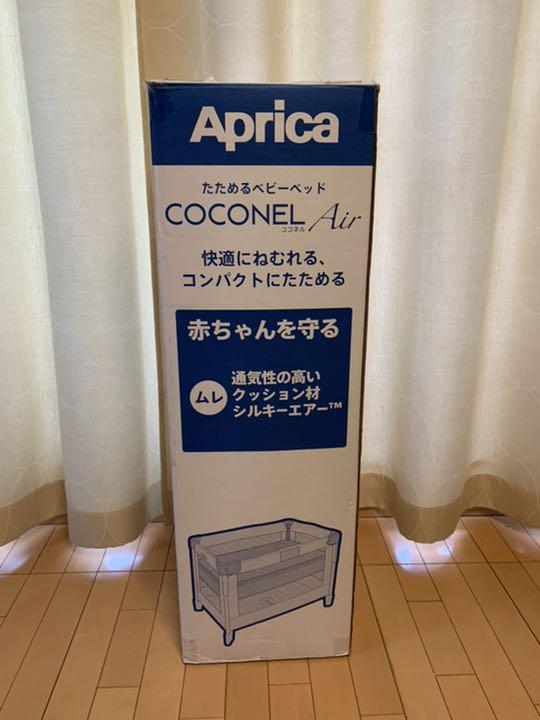 Aprica
たためるベビーベッド
COCONEL Air
ココネル
快適にねむれる、
コンパクトにたためる
赤ちゃんを守る
ムレ
通気性の高い
クッション材
シルキーエアー™